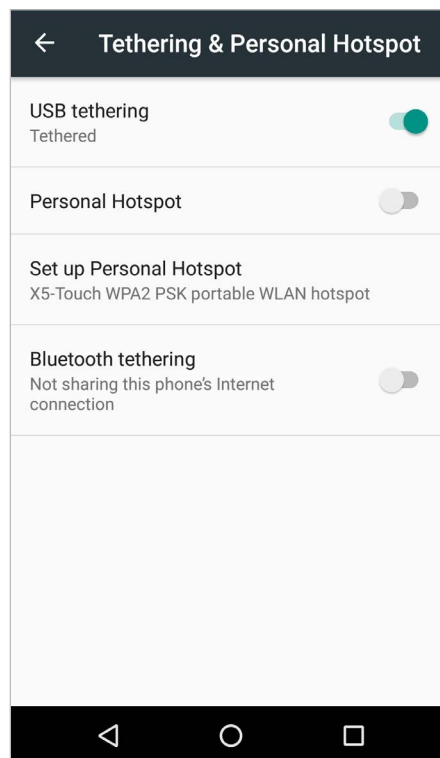 Tethering & Personal Hotspot
USB tethering
Tethered
Personal Hotspot
Set up Personal Hotspot
X5-Touch WPA2 PSK portable WLAN hotspot
Bluetooth tethering
Not sharing this phone's Internet
connection